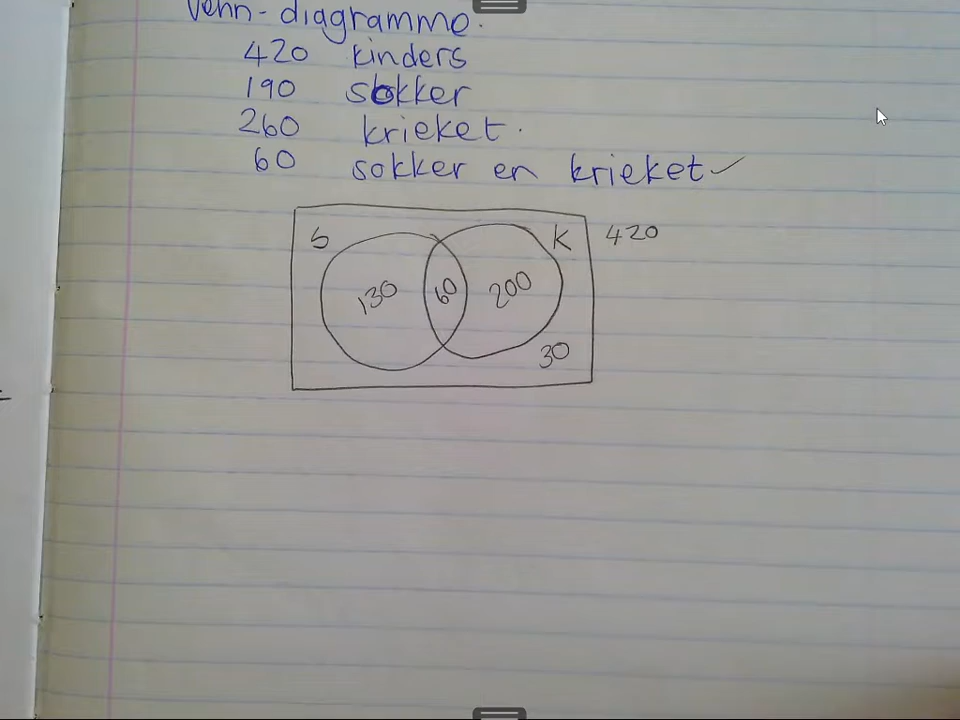 Venn-diagramme.
420 kinders
190 sokker
260 krieket.
60 sokker en krieket
S K 420
130 60 200
30